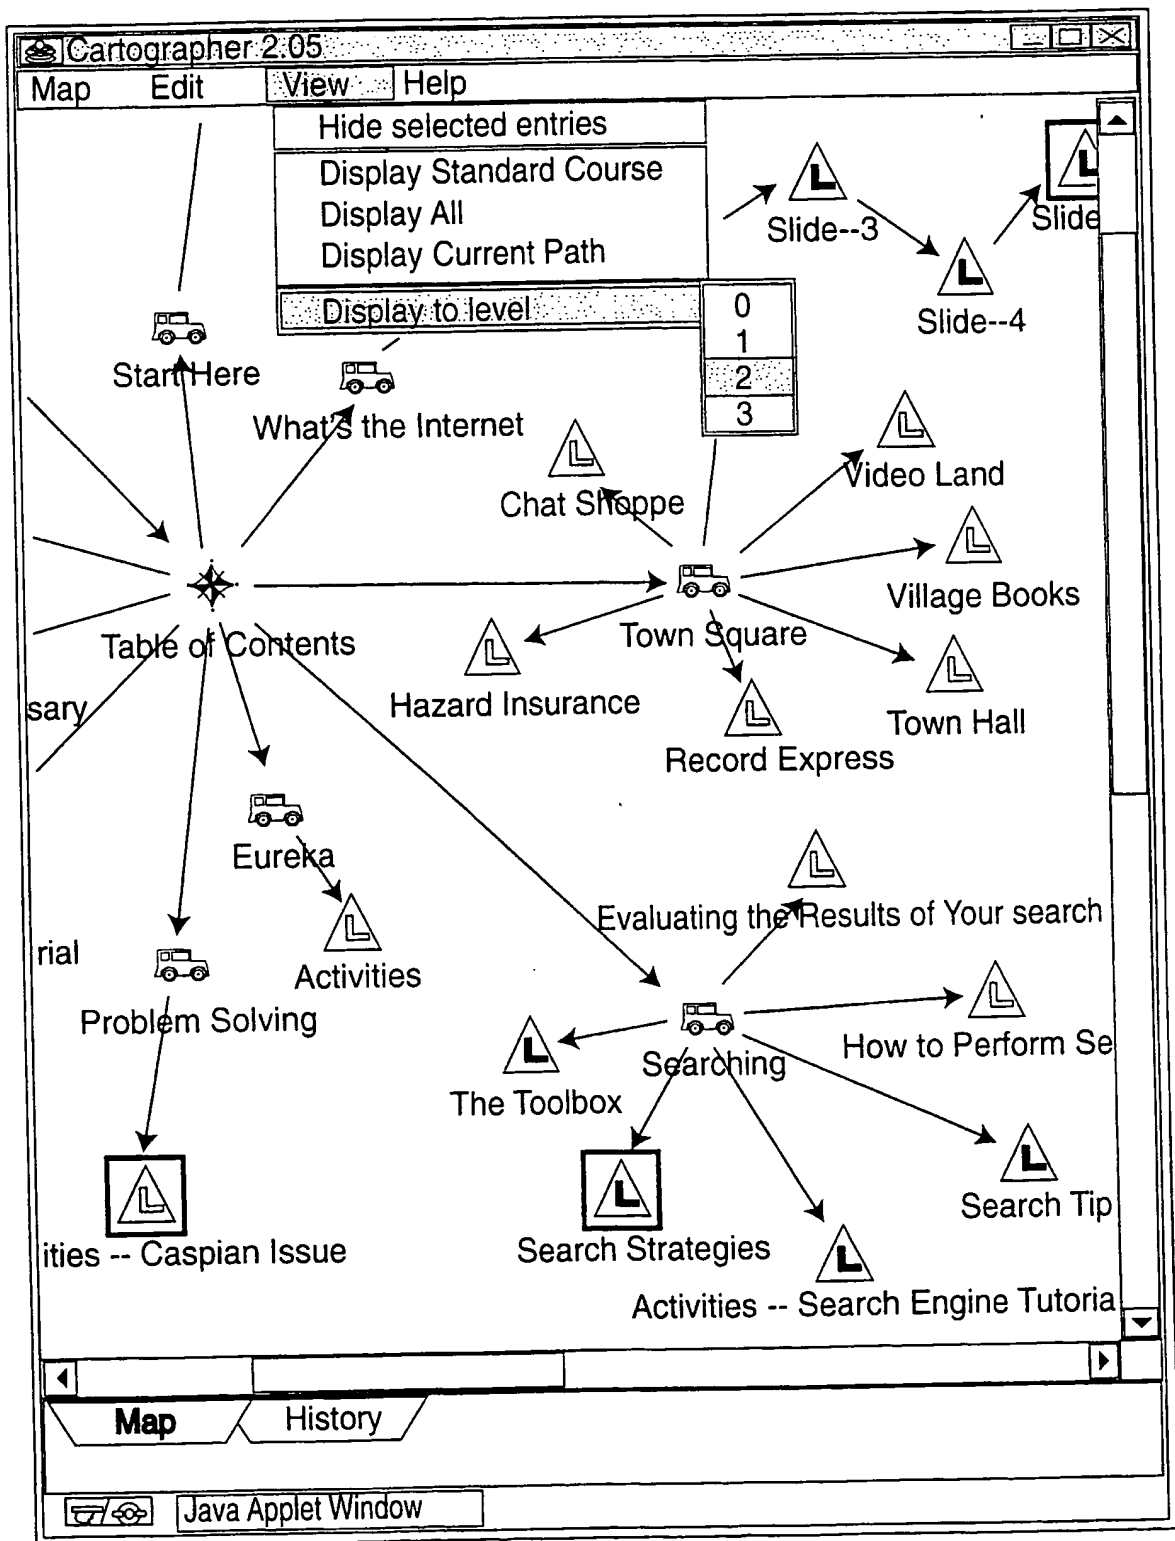 Cartographer 2.05
Map Edit View Help
Hide selected entries
Display Standard Course
Display All
Display Current Path
Display to level
0
1
2
3
L
Slide--3
L
Slide--4
L
Slide
Start Here
What's the Internet
L
Chat Shoppe
L
Video Land
L
Village Books
Table of Contents
Town Square
L
Hazard Insurance
L
Town Hall
sary
L
Record Express
Eureka
L
Evaluating the Results of Your search
rial
L
Activities
Problem Solving
L
How to Perform Se
Searching
L
The Toolbox
L
Search Tip
L
ities -- Caspian Issue
L
Search Strategies
L
Activities -- Search Engine Tutoria
Map History
Java Applet Window